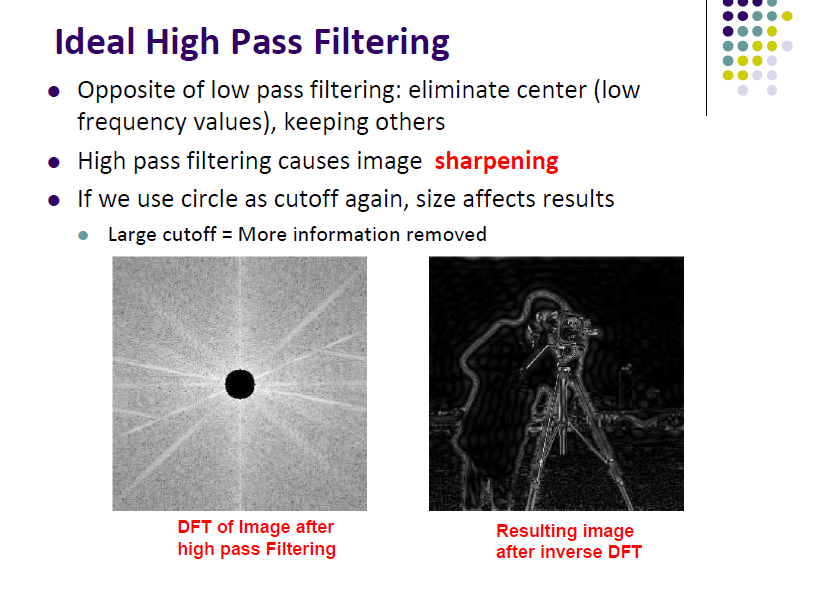 Ideal High Pass Filtering
Opposite of low pass filtering: eliminate center (low
frequency values), keeping others
High pass filtering causes image sharpening
If we use circle as cutoff again, size affects results
Large cutoff = More information removed
DFT of Image after
high pass Filtering
Resulting image
after inverse DFT